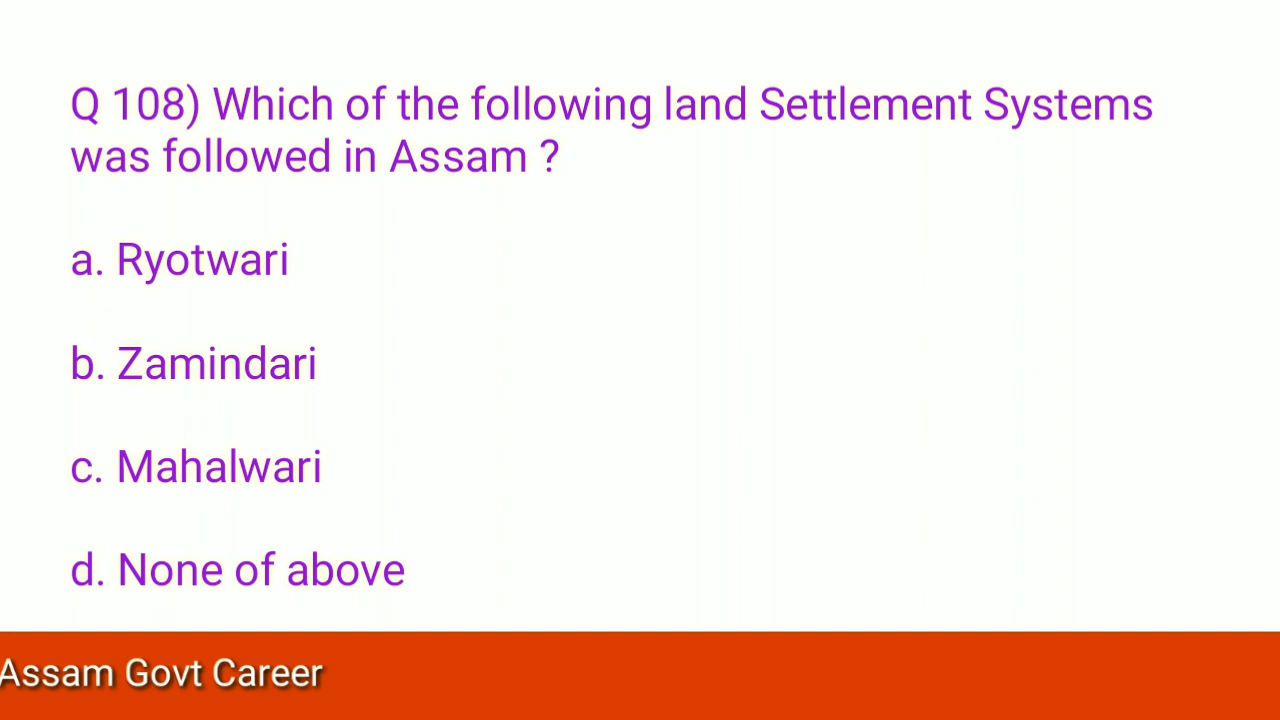 Q 108) Which of the following land Settlement Systems
was followed in Assam ?
a. Ryotwari
b. Zamindari
c. Mahalwari
d. None of above
Assam Govt Career